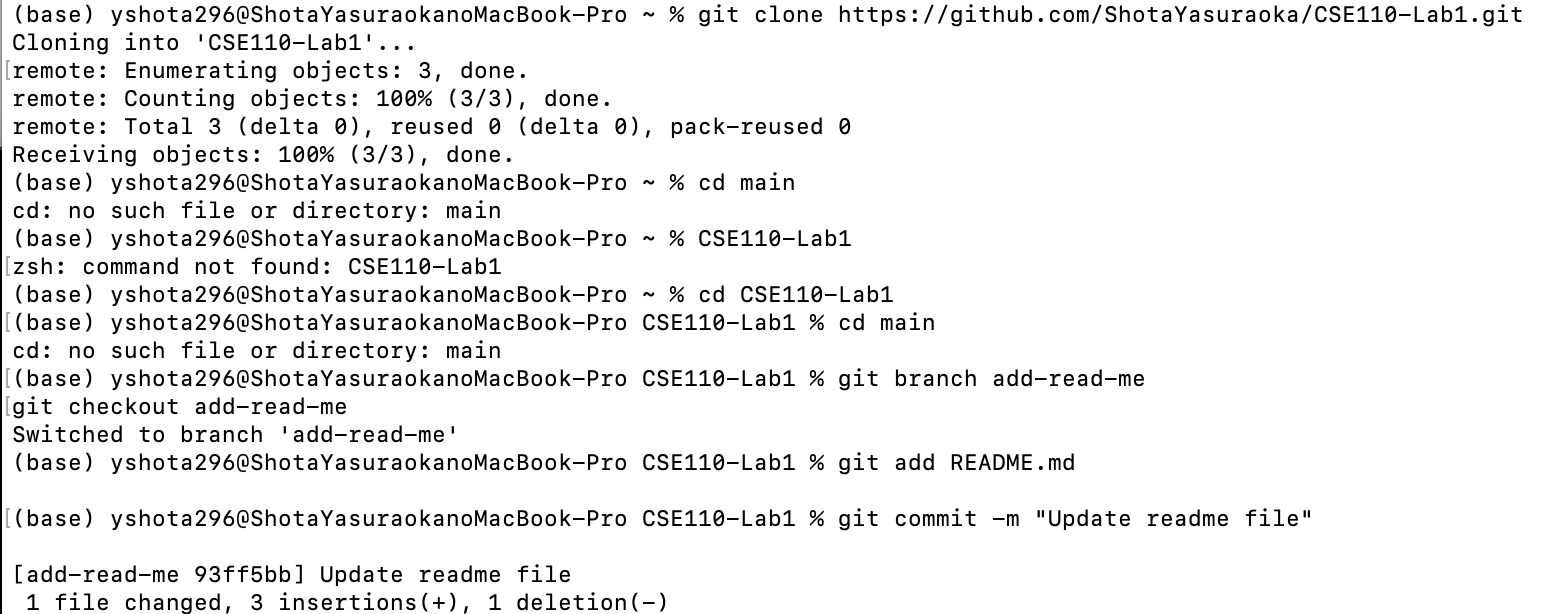 (base) yshota296@ShotaYasuraokanoMacBook-Pro ~ % git clone https://github.com/ShotaYasuraoka/CSE110-Lab1.git
Cloning into 'CSE110-Lab1'...
[remote: Enumerating objects: 3, done.
remote: Counting objects: 100% (3/3), done.
remote: Total 3 (delta 0), reused 0 (delta 0), pack-reused 0
Receiving objects: 100% (3/3), done.
(base) yshota296@ShotaYasuraokanoMacBook-Pro ~ % cd main
cd: no such file or directory: main
(base) yshota296@ShotaYasuraokanoMacBook-Pro ~ % CSE110-Lab1
[zsh: command not found: CSE110-Lab1
(base) yshota296@ShotaYasuraokanoMacBook-Pro ~ % cd CSE110-Lab1
[(base) yshota296@ShotaYasuraokanoMacBook-Pro CSE110-Lab1 % cd main
cd: no such file or directory: main
[(base) yshota296@ShotaYasuraokanoMacBook-Pro CSE110-Lab1 % git branch add-read-me
[git checkout add-read-me
Switched to branch 'add-read-me'
(base) yshota296@ShotaYasuraokanoMacBook-Pro CSE110-Lab1 % git add README.md
[(base) yshota296@ShotaYasuraokanoMacBook-Pro CSE110-Lab1 % git commit -m "Update readme file"
[add-read-me 93ff5bb] Update readme file
1 file changed, 3 insertions(+), 1 deletion(-)